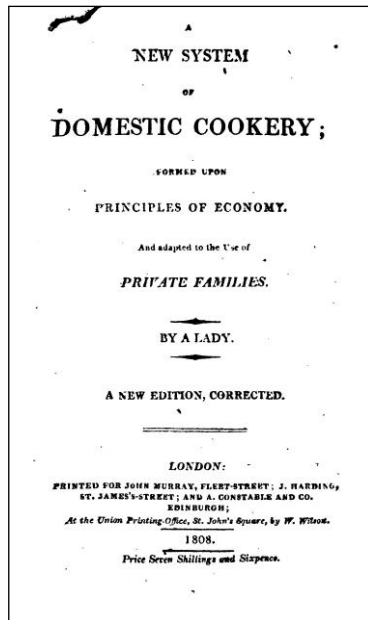 A
NEW SYSTEM
OF
DOMESTIC COOKERY;
FORMED UPON
PRINCIPLES OF ECONOMY.
And adapted to the Use of
PRIVATE FAMILIES.
BY A LADY.
A NEW EDITION, CORRECTED.
LONDON:
PRINTED FOR JOHN MURRAY, FLEET-STREET; J. HARDING,
ST. JAMES'S-STREET; AND A. CONSTABLE AND CO.
EDINBURGH;
At the Union Printing-Office, St. John's Square, by W. Wilson.
1808.
Price Seven Shillings and Sixpence.